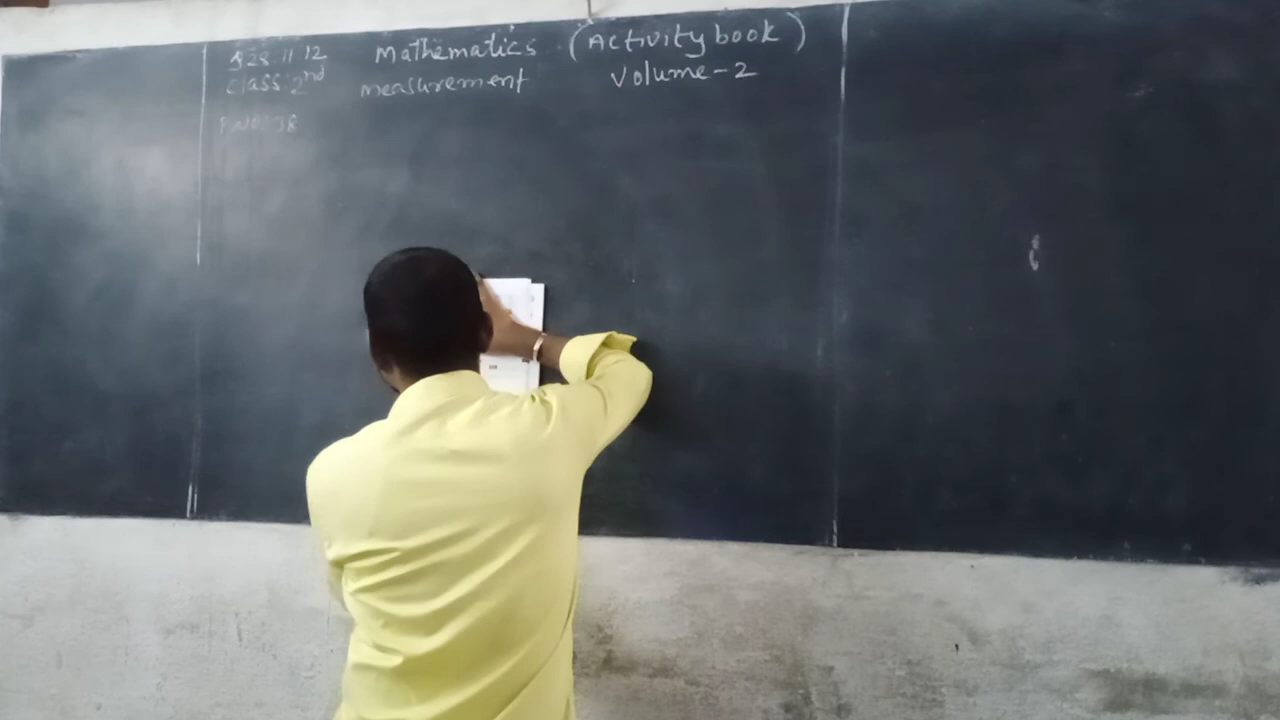 28.11.12 Mathematics (Activity book)
Class: 2nd measurement Volume-2
P.No: 38